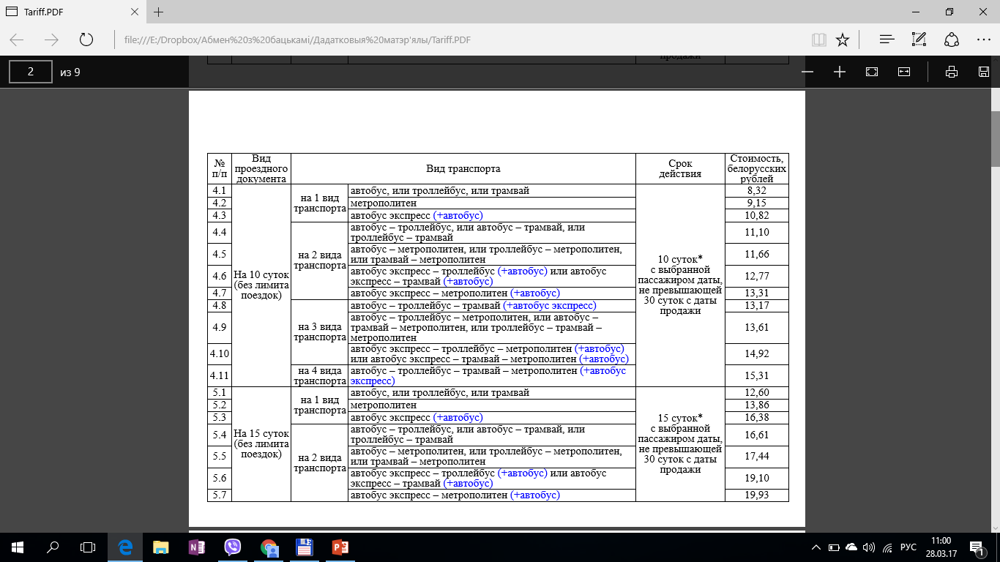 Tariff.PDF
file:///E:/Dropbox/Абмен%20з%20бацькамі/Дадатковыя%20матэр'ялы/Tariff.PDF
2 из 9
продажи
№ п/п
Вид проездного документа
Вид транспорта
Срок действия
Стоимость, белорусских рублей
На 10 суток
(без лимита
поездок)
10 суток*
с выбранной
пассажиром даты,
не превышающей
30 суток с даты
продажи
на 1 вид
транспорта
4.1 автобус, или троллейбус, или трамвай 8,32
4.2 метрополитен 9,15
4.3 автобус экспресс (+автобус) 10,82
на 2 вида
транспорта
4.4 автобус – троллейбус, или автобус – трамвай, или
троллейбус – трамвай 11,10
4.5 автобус – метрополитен, или троллейбус – метрополитен,
или трамвай – метрополитен 11,66
4.6 автобус экспресс – троллейбус (+автобус) или автобус
экспресс – трамвай (+автобус) 12,77
4.7 автобус экспресс – метрополитен (+автобус) 13,31
на 3 вида
транспорта
4.8 автобус – троллейбус – трамвай (+автобус экспресс) 13,17
4.9 автобус – троллейбус – метрополитен, или автобус –
трамвай – метрополитен, или троллейбус – трамвай –
метрополитен 13,61
4.10 автобус экспресс – троллейбус – метрополитен (+автобус)
или автобус экспресс – трамвай – метрополитен (+автобус) 14,92
на 4 вида
транспорта
4.11 автобус – троллейбус – трамвай – метрополитен (+автобус
экспресс) 15,31
На 15 суток
(без лимита
поездок)
15 суток*
с выбранной
пассажиром даты,
не превышающей
30 суток с даты
продажи
на 1 вид
транспорта
5.1 автобус, или троллейбус, или трамвай 12,60
5.2 метрополитен 13,86
5.3 автобус экспресс (+автобус) 16,38
на 2 вида
транспорта
5.4 автобус – троллейбус, или автобус – трамвай, или
троллейбус – трамвай 16,61
5.5 автобус – метрополитен, или троллейбус – метрополитен,
или трамвай – метрополитен 17,44
5.6 автобус экспресс – троллейбус (+автобус) или автобус
экспресс – трамвай (+автобус) 19,10
5.7 автобус экспресс – метрополитен (+автобус) 19,93
РУС
11:00
28.03.17
1